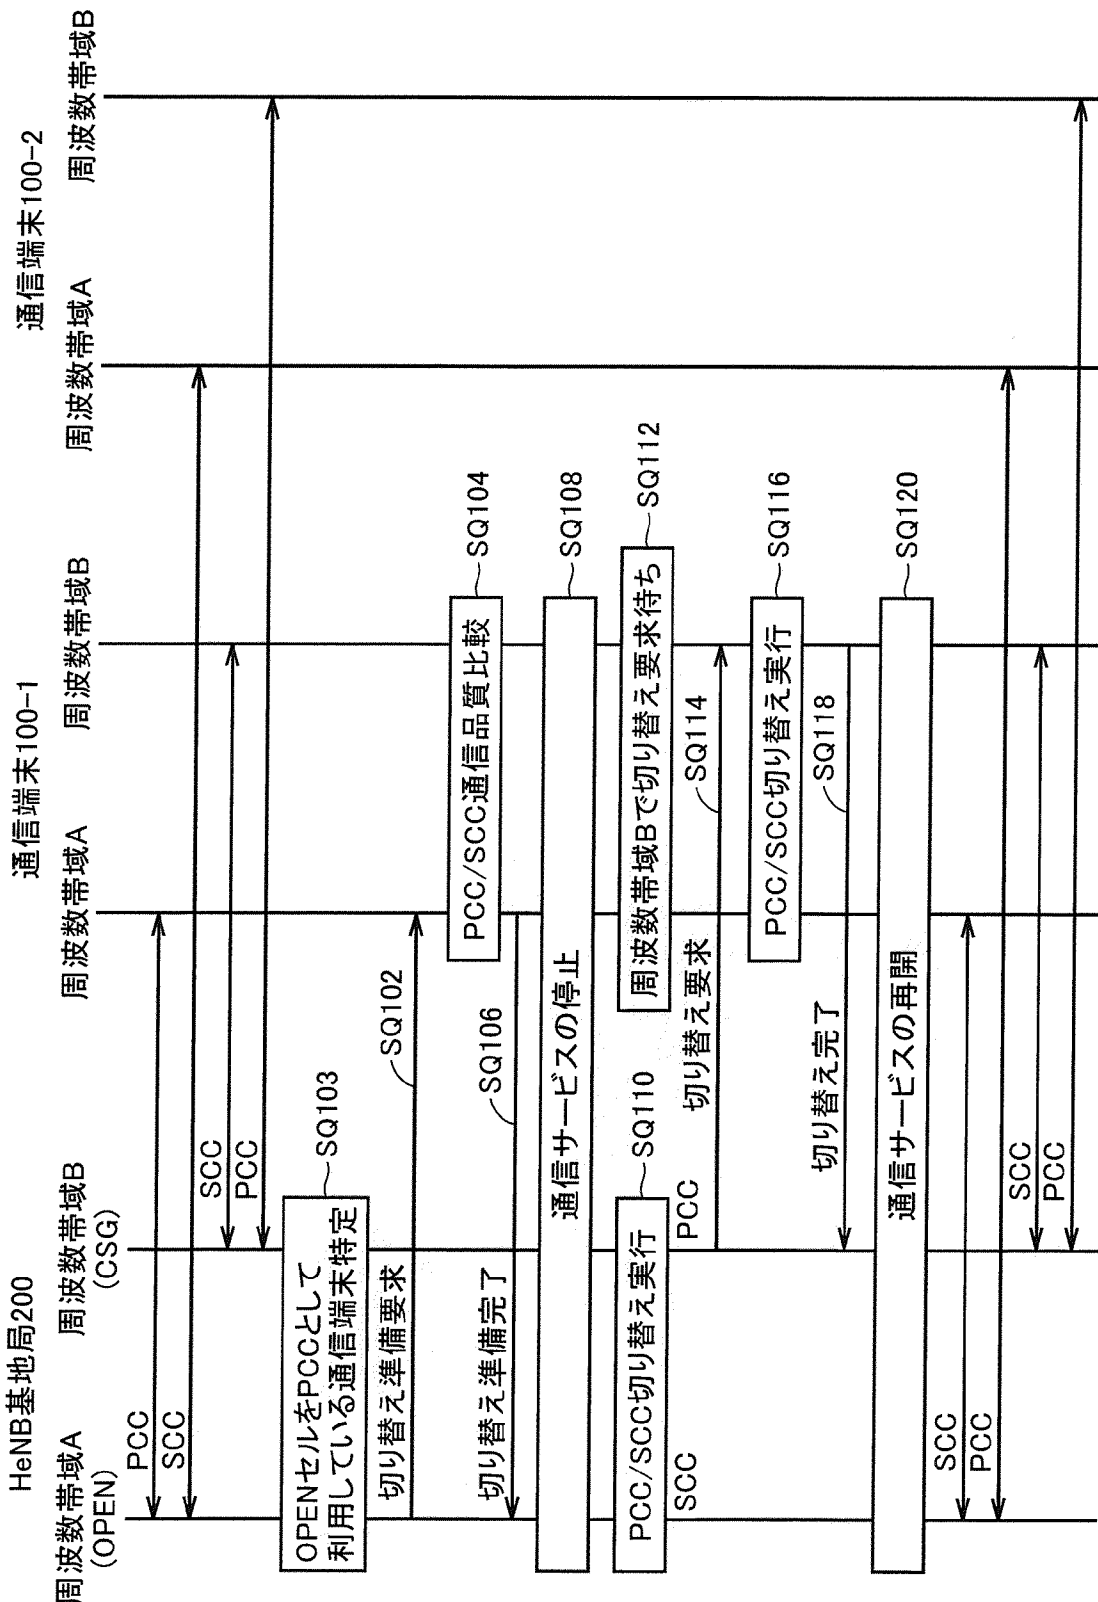 HeNB基地局200
通信端末100-1
通信端末100-2
周波数帯域A
(OPEN)
周波数帯域B
(CSG)
周波数帯域A
周波数帯域B
周波数帯域A
周波数帯域B
PCC
SCC
SCC
PCC
OPENセルをPCCとして
利用している通信端末特定
SQ103
切り替え準備要求
SQ102
PCC/SCC通信品質比較
SQ104
切り替え準備完了
SQ106
通信サービスの停止
SQ108
PCC/SCC切り替え実行
SQ110
周波数帯域Bで切り替え要求待ち
SQ112
SCC
PCC
切り替え要求
SQ114
PCC/SCC切り替え実行
SQ116
切り替え完了
SQ118
通信サービスの再開
SQ120
SCC
PCC
SCC
PCC